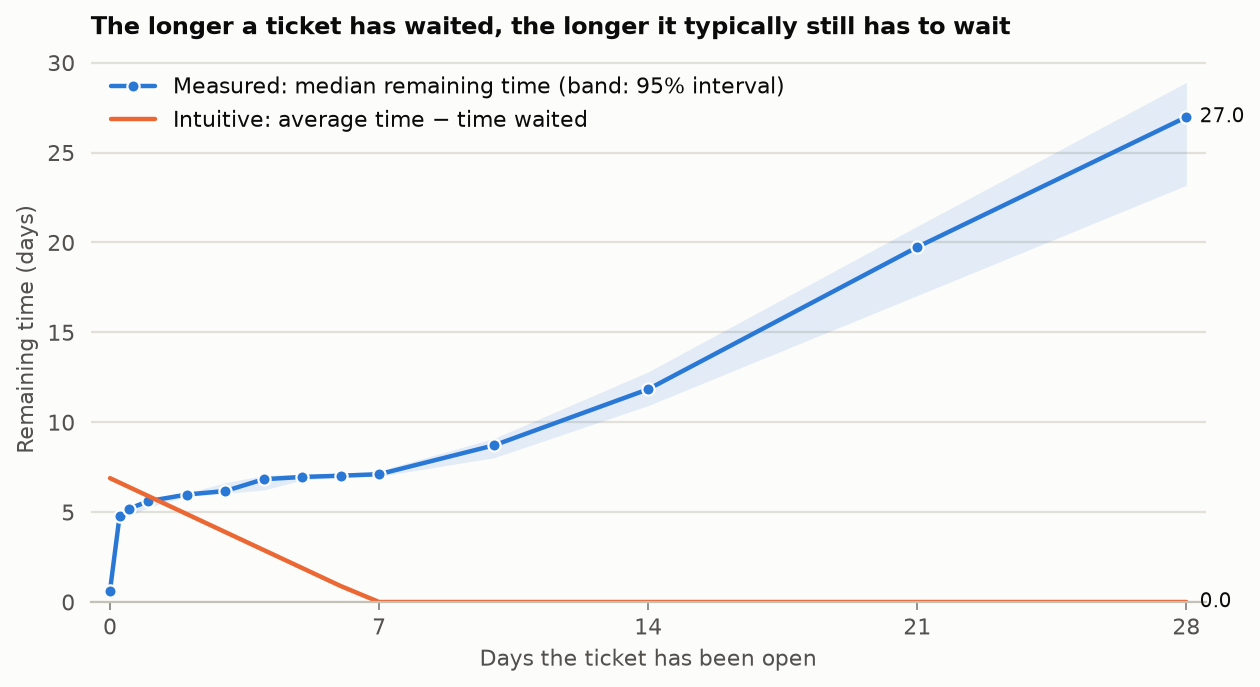 The longer a ticket has waited, the longer it typically still has to wait
Measured: median remaining time (band: 95% interval)
Intuitive: average time − time waited
Remaining time (days)
30
25
20
15
10
5
0
27.0
0.0
0
7
14
21
28
Days the ticket has been open